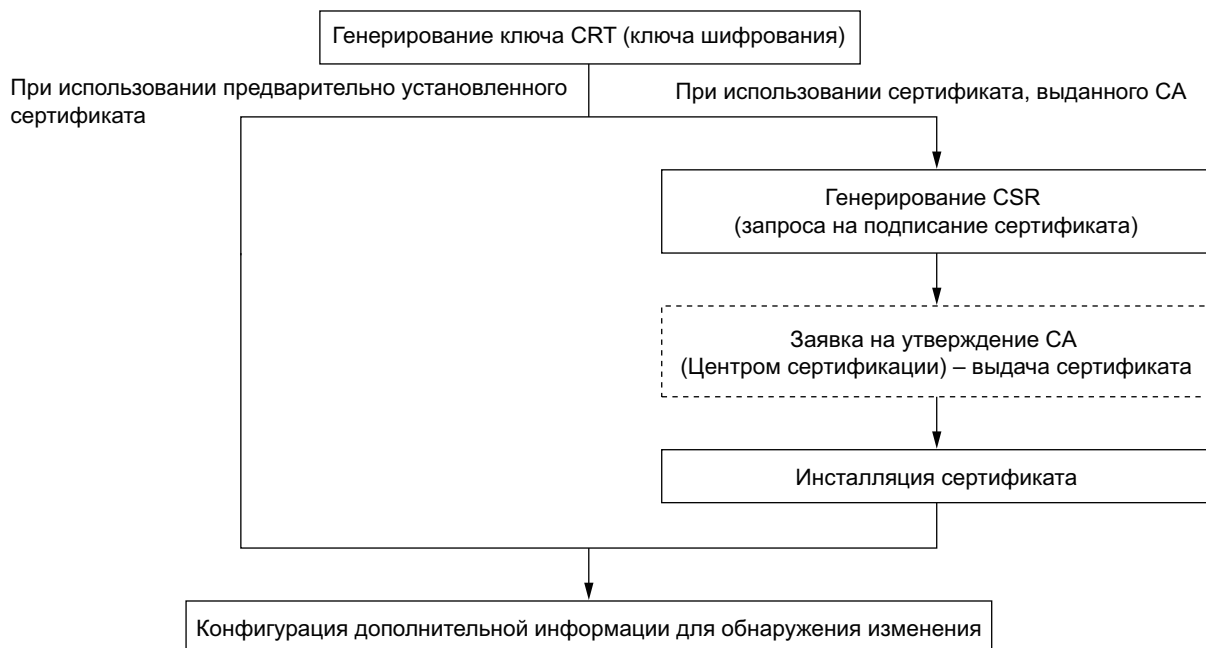 Генерирование ключа CRT (ключа шифрования)
При использовании предварительно установленного
сертификата
При использовании сертификата, выданного CA
Генерирование CSR
(запроса на подписание сертификата)
Заявка на утверждение CA
(Центром сертификации) – выдача сертификата
Инсталляция сертификата
Конфигурация дополнительной информации для обнаружения изменения